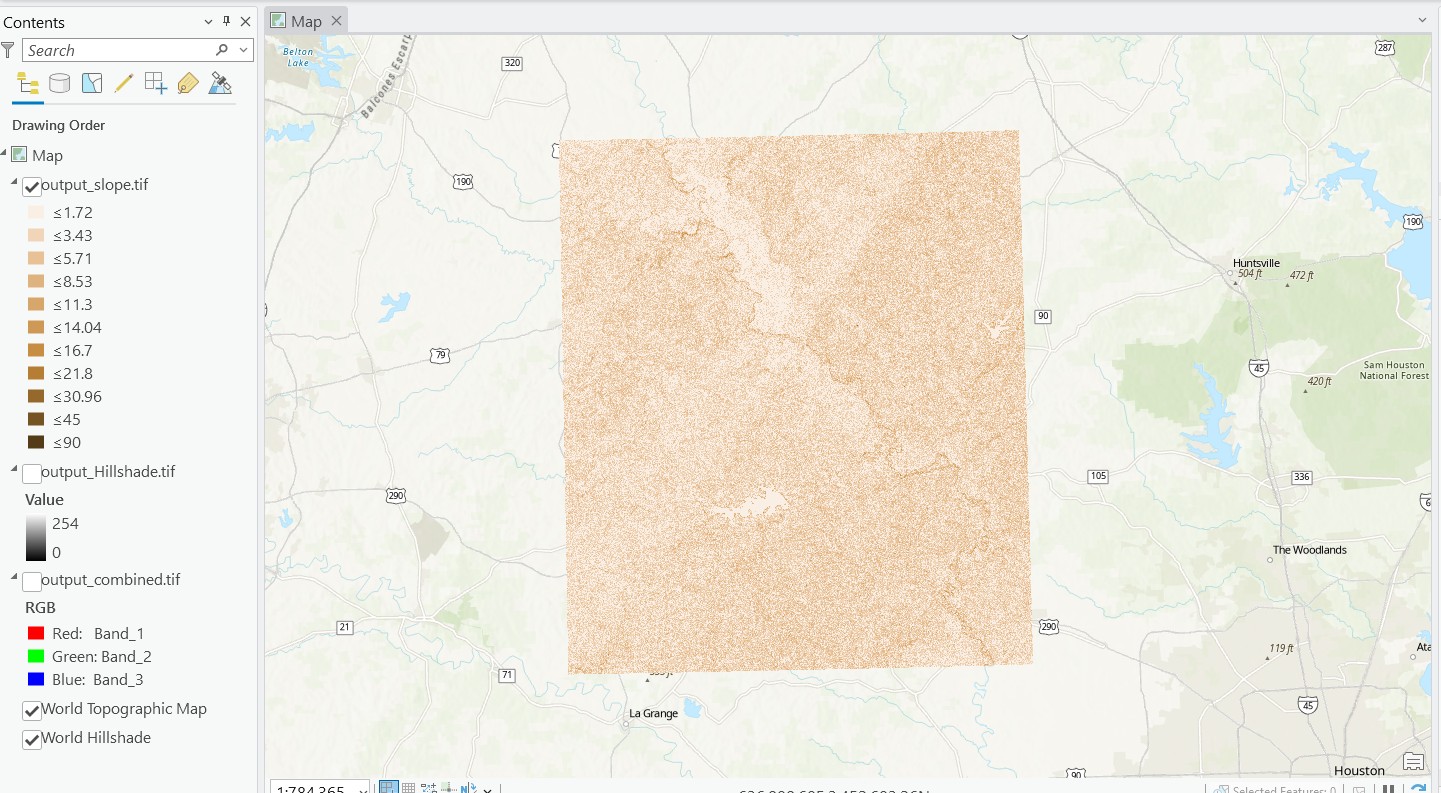 Contents
Search
Drawing Order
Map
output_slope.tif
≤1.72
≤3.43
≤5.71
≤8.53
≤11.3
≤14.04
≤16.7
≤21.8
≤30.96
≤45
≤90
output_Hillshade.tif
Value
254
0
output_combined.tif
RGB
Red: Band_1
Green: Band_2
Blue: Band_3
World Topographic Map
World Hillshade
Map
Belton
Lake
Balcones Escarp
320
287
190
190
Huntsville
504 ft
472 ft
90
79
45
Sam Houston
National Forest
420 ft
105
336
290
The Woodlands
21
290
119 ft
Ata
71
La Grange
45
90
Houston
1:784,365
Selected Features: 0